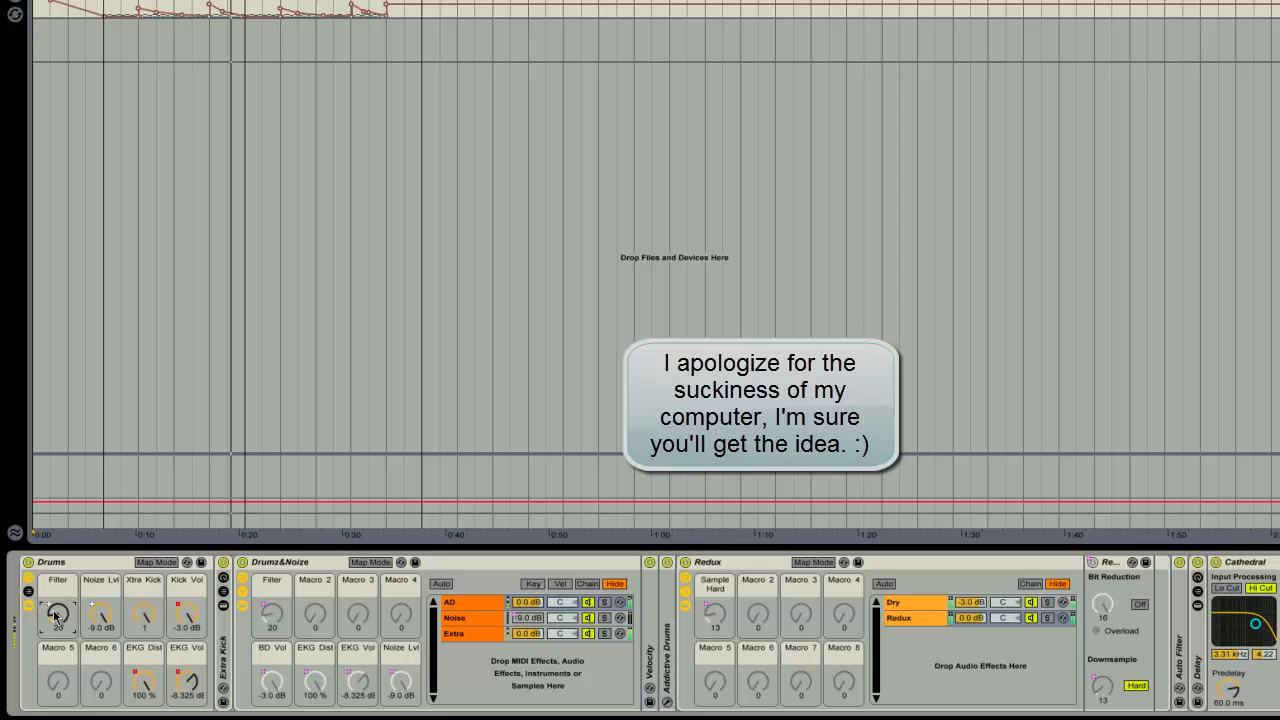 Drop Files and Devices Here
I apologize for the
suckiness of my
computer, I'm sure
you'll get the idea. :)
0:00 0:10 0:20 0:30 0:40 0:50 1:00 1:10 1:20 1:30 1:40 1:50
Drums Map Mode
Filter Noize Lvl Xtra Kick Kick Vol
20 -9.0 dB 1 -3.0 dB
Macro 5 Macro 6 EKG Dist EKG Vol
0 0 100 % -8.325 dB
Extra Kick
Drumz&Noize Map Mode
Filter Macro 2 Macro 3 Macro 4
20 0 0 0
BD Vol EKG Dist EKG Vol Noize Lvl
-3.0 dB 100 % -8.325 dB -9.0 dB
Auto Key Vel Chain Hide
AD 0.0 dB C S
Noise -9.0 dB C S
Extra 0.0 dB C S
Drop MIDI Effects, Audio
Effects, Instruments or
Samples Here
Velocity
Addictive Drums
Redux Map Mode
Sample
Hard Macro 2 Macro 3 Macro 4
13 0 0 0
Macro 5 Macro 6 Macro 7 Macro 8
0 0 0 0
Auto Chain Hide
Dry -3.0 dB C S
Redux 0.0 dB C S
Drop Audio Effects Here
Re...
Bit Reduction
Off
16
Overload
Downsample
Hard
13
Auto Filter
Delay
Cathedral
Input Processing
Lo Cut Hi Cut
3.31 kHz 4.22
Predelay
60.0 ms